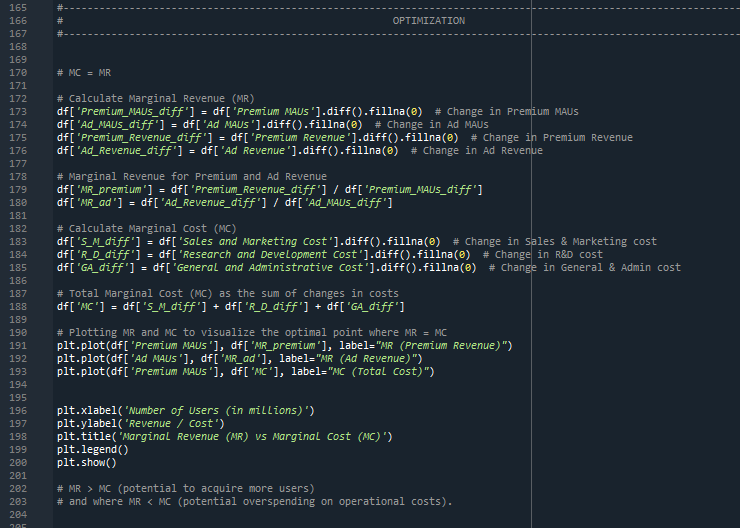 165 #-----------------------------------------------------------------------------------------------------------------
166 # OPTIMIZATION
167 #-----------------------------------------------------------------------------------------------------------------
168
169
170 # MC = MR
171
172 # Calculate Marginal Revenue (MR)
173 df['Premium_MAUs_diff'] = df['Premium MAUs'].diff().fillna(0)  # Change in Premium MAUs
174 df['Ad_MAUs_diff'] = df['Ad MAUs'].diff().fillna(0)  # Change in Ad MAUs
175 df['Premium_Revenue_diff'] = df['Premium Revenue'].diff().fillna(0)  # Change in Premium Revenue
176 df['Ad_Revenue_diff'] = df['Ad Revenue'].diff().fillna(0)  # Change in Ad Revenue
177
178 # Marginal Revenue for Premium and Ad Revenue
179 df['MR_premium'] = df['Premium_Revenue_diff'] / df['Premium_MAUs_diff']
180 df['MR_ad'] = df['Ad_Revenue_diff'] / df['Ad_MAUs_diff']
181
182 # Calculate Marginal Cost (MC)
183 df['S_M_diff'] = df['Sales and Marketing Cost'].diff().fillna(0)  # Change in Sales & Marketing cost
184 df['R_D_diff'] = df['Research and Development Cost'].diff().fillna(0)  # Change in R&D cost
185 df['GA_diff'] = df['General and Administrative Cost'].diff().fillna(0)  # Change in General & Admin cost
186
187 # Total Marginal Cost (MC) as the sum of changes in costs
188 df['MC'] = df['S_M_diff'] + df['R_D_diff'] + df['GA_diff']
189
190 # Plotting MR and MC to visualize the optimal point where MR = MC
191 plt.plot(df['Premium MAUs'], df['MR_premium'], label="MR (Premium Revenue)")
192 plt.plot(df['Ad MAUs'], df['MR_ad'], label="MR (Ad Revenue)")
193 plt.plot(df['Premium MAUs'], df['MC'], label="MC (Total Cost)")
194
195
196 plt.xlabel('Number of Users (in millions)')
197 plt.ylabel('Revenue / Cost')
198 plt.title('Marginal Revenue (MR) vs Marginal Cost (MC)')
199 plt.legend()
200 plt.show()
201
202 # MR > MC (potential to acquire more users)
203 # and where MR < MC (potential overspending on operational costs).
204